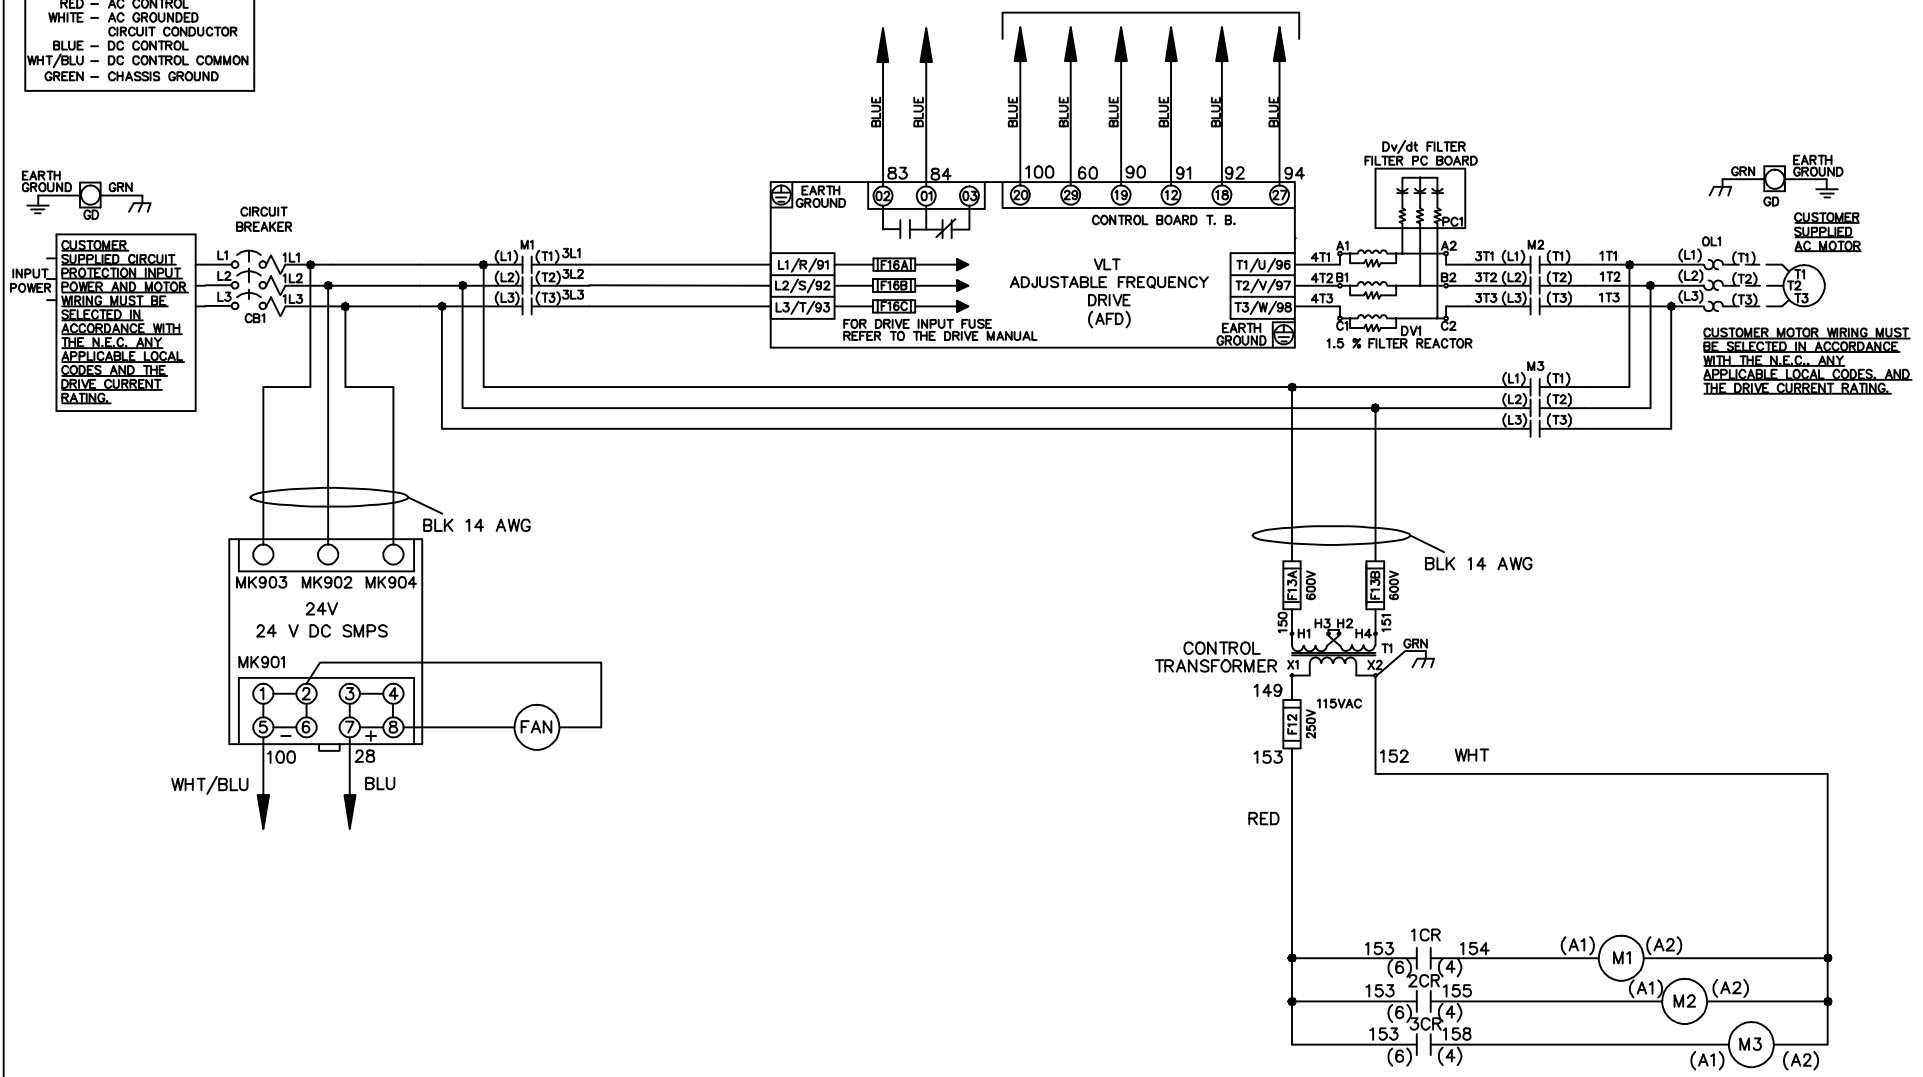 RED – AC CONTROL
WHITE – AC GROUNDED
CIRCUIT CONDUCTOR
BLUE – DC CONTROL
WHT/BLU – DC CONTROL COMMON
GREEN – CHASSIS GROUND
EARTH
GROUND
GRN
GD
CIRCUIT
BREAKER
INPUT
POWER
CUSTOMER
SUPPLIED CIRCUIT
PROTECTION INPUT
POWER AND MOTOR
WIRING MUST BE
SELECTED IN
ACCORDANCE WITH
THE N.E.C. ANY
APPLICABLE LOCAL
CODES AND THE
DRIVE CURRENT
RATING.
L1
L2
L3
1L1
1L2
1L3
CB1
M1
(L1) (T1) 3L1
(L2) (T2) 3L2
(L3) (T3) 3L3
BLUE
BLUE
BLUE
BLUE
BLUE
BLUE
BLUE
BLUE
83 84 100 60 90 91 92 94
EARTH
GROUND
02 01 03
20 29 19 12 18 27
CONTROL BOARD T. B.
L1/R/91
L2/S/92
L3/T/93
F16A
F16B
F16C
FOR DRIVE INPUT FUSE
REFER TO THE DRIVE MANUAL
VLT
ADJUSTABLE FREQUENCY
DRIVE
(AFD)
T1/U/96
T2/V/97
T3/W/98
EARTH
GROUND
Dv/dt FILTER
FILTER PC BOARD
PC1
4T1 A1 A2
4T2 B1 B2
4T3
C1 C2
DV1
1.5 % FILTER REACTOR
M2
3T1 (L1) (T1) 1T1
3T2 (L2) (T2) 1T2
3T3 (L3) (T3) 1T3
OL1
(L1) (T1)
(L2) (T2)
(L3) (T3)
T1
T2
T3
GRN
GD
EARTH
GROUND
CUSTOMER
SUPPLIED
AC MOTOR
CUSTOMER MOTOR WIRING MUST
BE SELECTED IN ACCORDANCE
WITH THE N.E.C., ANY
APPLICABLE LOCAL CODES, AND
THE DRIVE CURRENT RATING.
M3
(L1) (T1)
(L2) (T2)
(L3) (T3)
BLK 14 AWG
MK903 MK902 MK904
24V
24 V DC SMPS
MK901
1 2 3 4
5 – 6 7 + 8
FAN
100 28
WHT/BLU
BLU
BLK 14 AWG
F13A
600V
F13B
600V
150
151
H1 H3 H2 H4
T1
GRN
CONTROL
TRANSFORMER
X1 X2
149
115VAC
F12
250V
153
152
WHT
RED
1CR
153 154 (A1) M1 (A2)
(6) (4)
2CR
153 155 (A1) M2 (A2)
(6) (4)
3CR
153 158 M3
(6) (4) (A1) (A2)